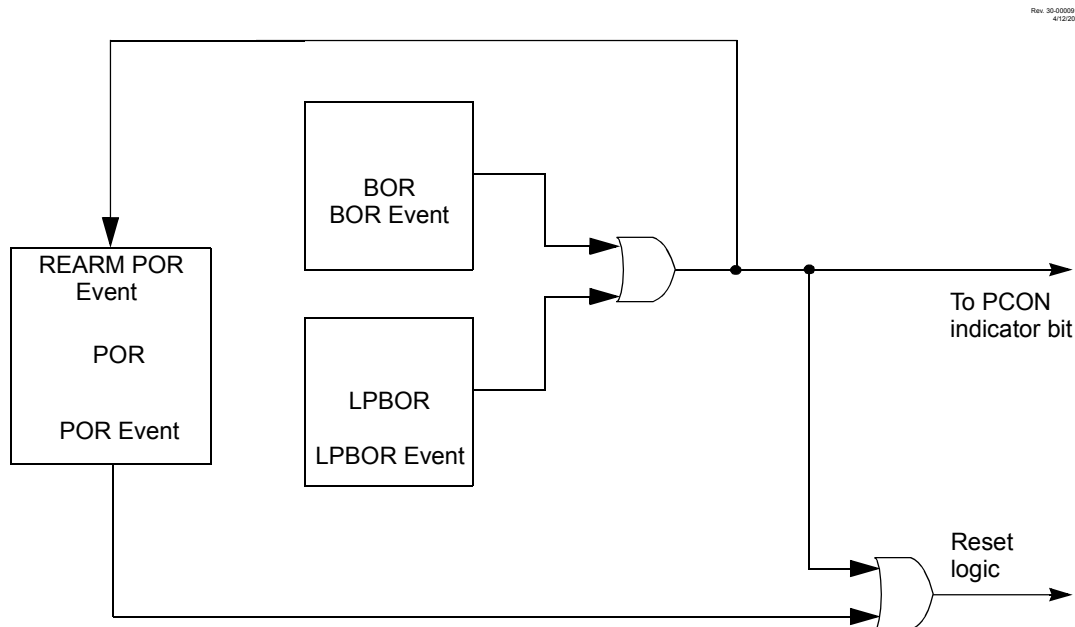 Rev. 30-00009
4/12/20
BOR
BOR Event
REARM POR
Event
POR
POR Event
LPBOR
LPBOR Event
To PCON
indicator bit
Reset
logic